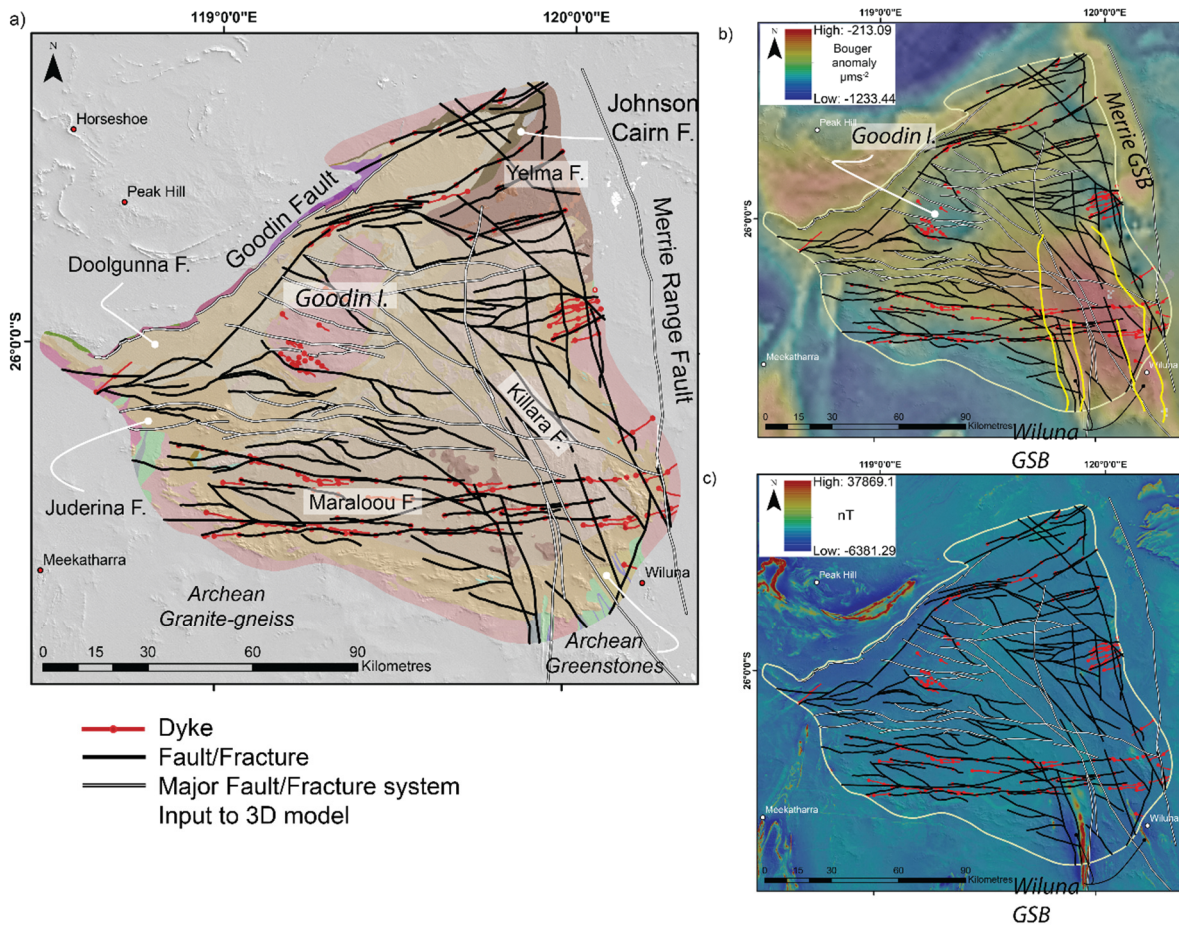 a)
119°0'0"E
120°0'0"E
N
Horseshoe
Peak Hill
Johnson
Cairn F.
Yelma F.
Goodin Fault
Doolgunna F.
Goodin I.
Merrie Range Fault
26°0'0"S
Killara F.
Juderina F.
Maraloou F.
Meekatharra
Wiluna
Archean
Granite-gneiss
Archean
Greenstones
0 15 30 60 90
Kilometres
Dyke
Fault/Fracture
Major Fault/Fracture system
Input to 3D model
b)
119°0'0"E
120°0'0"E
N
High: -213.09
Bouger
anomaly
µms-2
Low: -1233.44
Peak Hill
Goodin I.
Merrie GSB
26°0'0"S
Meekatharra
Wiluna
0 10 15 30 60 90
Kilometres
Wiluna
GSB
119°0'0"E
120°0'0"E
c)
N
High: 37869.1
nT
Low: -6381.29
Peak Hill
26°0'0"S
Meekatharra
Wiluna
0 15 30 60 90
Kilometres
Wiluna
GSB